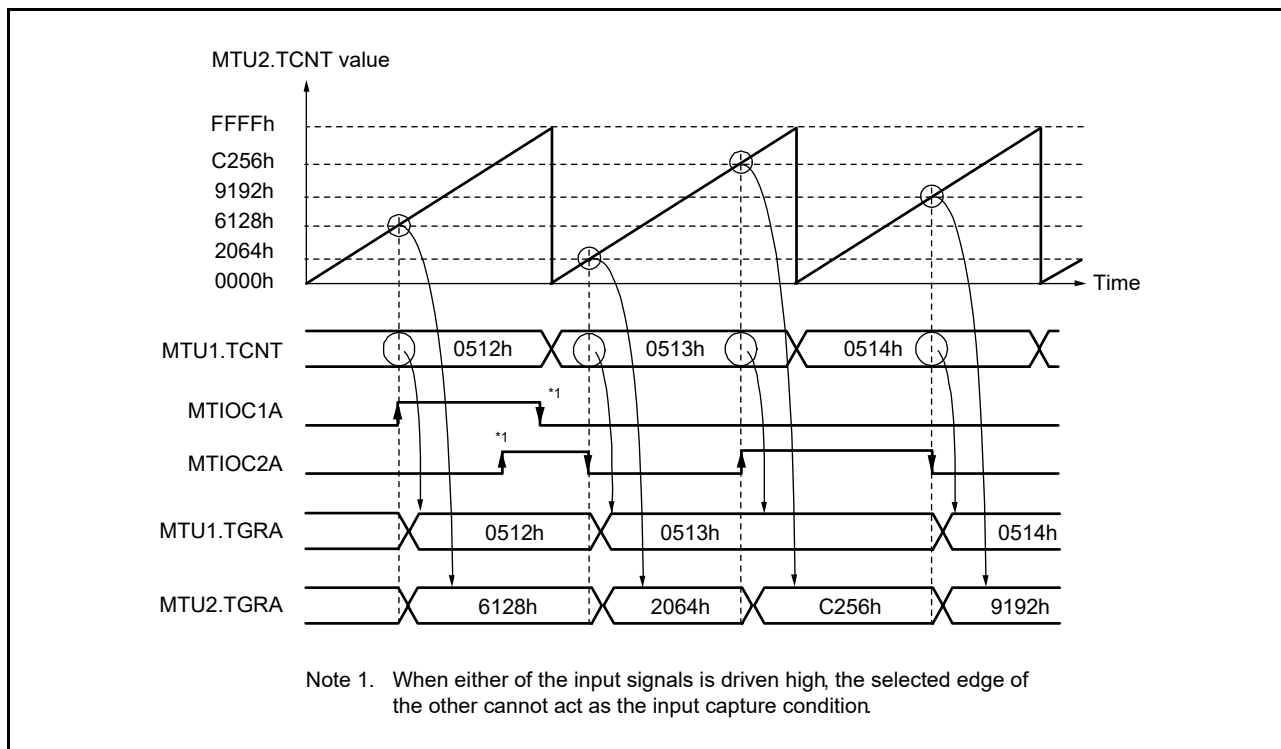 MTU2.TCNT value
FFFFh
C256h
9192h
6128h
2064h
0000h
Time
MTU1.TCNT 0512h 0513h 0514h
MTIOC1A *1
MTIOC2A *1
MTU1.TGRA 0512h 0513h 0514h
MTU2.TGRA 6128h 2064h C256h 9192h
Note 1. When either of the input signals is driven high, the selected edge of
the other cannot act as the input capture condition.